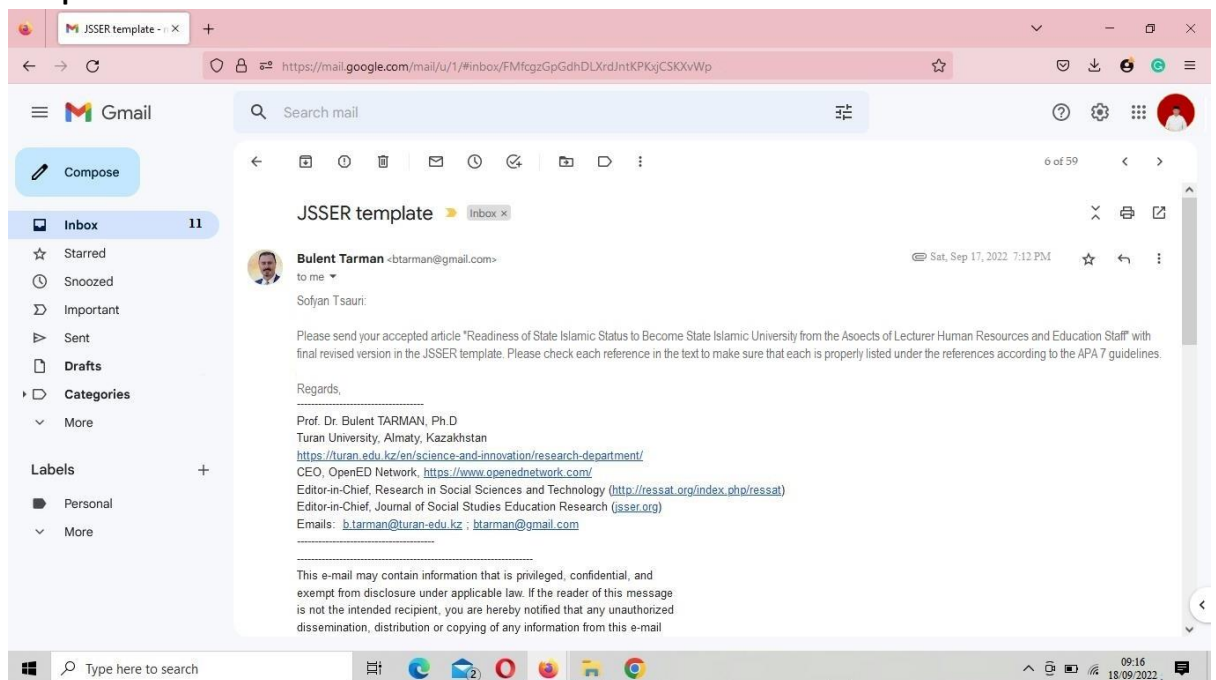 JSSER template - n
https://mail.google.com/mail/u/1/#inbox/FMfcgzGpGdhDLXrdJntKPKxjCSKXvWp
Gmail
Search mail
Compose
6 of 59
Inbox 11
Starred
Snoozed
Important
Sent
Drafts
Categories
More
Labels
Personal
More
JSSER template Inbox
Bulent Tarman <btarman@gmail.com>
Sat, Sep 17, 2022 7:12 PM
to me
Sofyan Tsauri:
Please send your accepted article "Readiness of State Islamic Status to Become State Islamic University from the Asoects of Lecturer Human Resources and Education Staff" with
final revised version in the JSSER template. Please check each reference in the text to make sure that each is properly listed under the references according to the APA 7 guidelines.
Regards,
------------------------------------
Prof. Dr. Bulent TARMAN, Ph.D
Turan University, Almaty, Kazakhstan
https://turan.edu.kz/en/science-and-innovation/research-department/
CEO, OpenED Network, https://www.openednetwork.com/
Editor-in-Chief, Research in Social Sciences and Technology (http://ressat.org/index.php/ressat)
Editor-in-Chief, Journal of Social Studies Education Research (jsser.org)
Emails: b.tarman@turan-edu.kz ; btarman@gmail.com
---------------------------------------
-------------------------------------------------------------------
This e-mail may contain information that is privileged, confidential, and
exempt from disclosure under applicable law. If the reader of this message
is not the intended recipient, you are hereby notified that any unauthorized
dissemination, distribution or copying of any information from this e-mail
Type here to search
2
09:16
18/09/2022